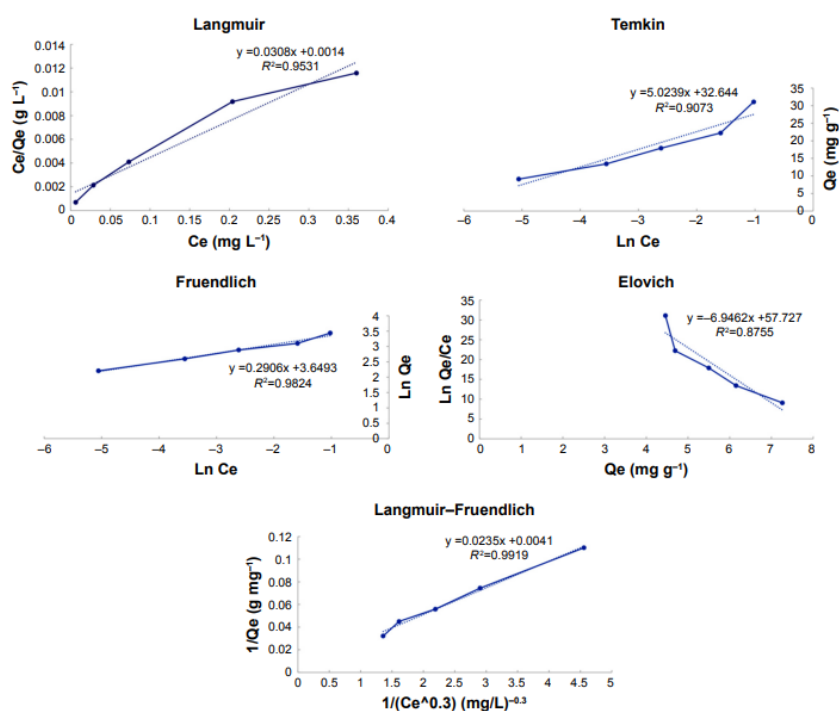 Langmuir
0.014
0.012
0.01
0.008
0.006
0.004
0.002
0
Ce/Qe (g L⁻¹)
y =0.0308x +0.0014
R²=0.9531
0 0.05 0.1 0.15 0.2 0.25 0.3 0.35 0.4
Ce (mg L⁻¹)
Temkin
y =5.0239x +32.644
R²=0.9073
35
30
25
20
15
10
5
0
Qe (mg g⁻¹)
−6 −5 −4 −3 −2 −1 0
Ln Ce
Fruendlich
4
3.5
3
2.5
2
1.5
1
0.5
0
Ln Qe
y =0.2906x +3.6493
R²=0.9824
−6 −5 −4 −3 −2 −1 0
Ln Ce
Elovich
35
30
25
20
15
10
5
0
Ln Qe/Ce
y =−6.9462x +57.727
R²=0.8755
0 1 2 3 4 5 6 7 8
Qe (mg g⁻¹)
Langmuir–Fruendlich
0.12
0.1
0.08
0.06
0.04
0.02
0
1/Qe (g mg⁻¹)
y =0.0235x +0.0041
R²=0.9919
0 0.5 1 1.5 2 2.5 3 3.5 4 4.5 5
1/(Ce^0.3) (mg/L)⁻⁰·³